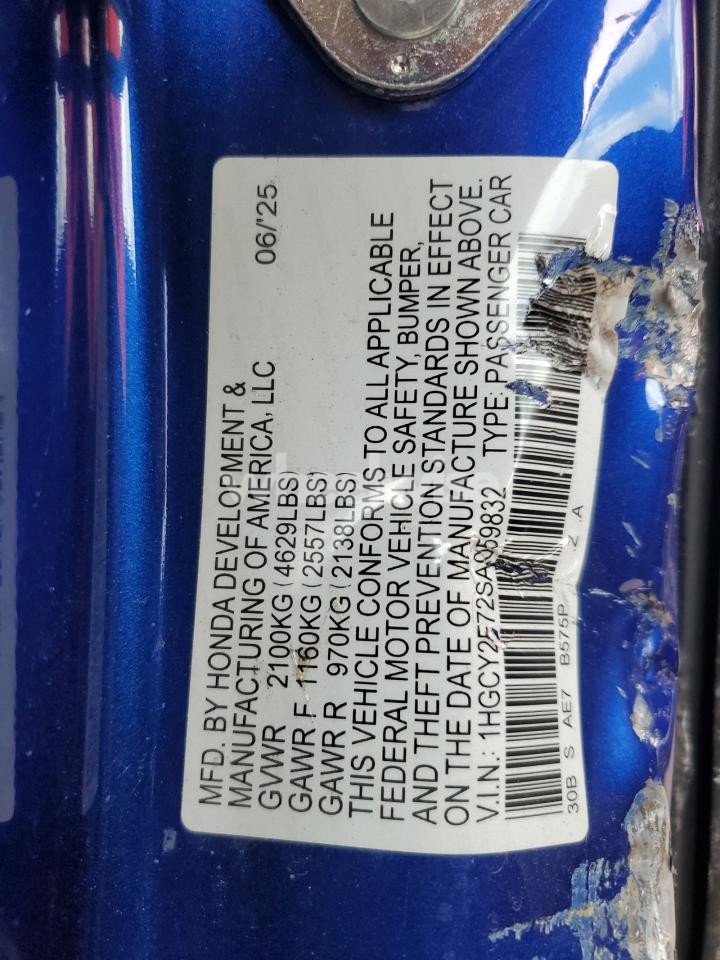 MFD. BY HONDA DEVELOPMENT &
MANUFACTURING OF AMERICA, LLC 06/'25
GVWR 2100KG (4629LBS)
GAWR F 1160KG (2557LBS)
GAWR R 970KG (2138LBS)
THIS VEHICLE CONFORMS TO ALL APPLICABLE
FEDERAL MOTOR VEHICLE SAFETY, BUMPER,
AND THEFT PREVENTION STANDARDS IN EFFECT
ON THE DATE OF MANUFACTURE SHOWN ABOVE.
V.I.N.: 1HGCY2F72SA059832 TYPE: PASSENGER CAR
30B S AE7 B575P